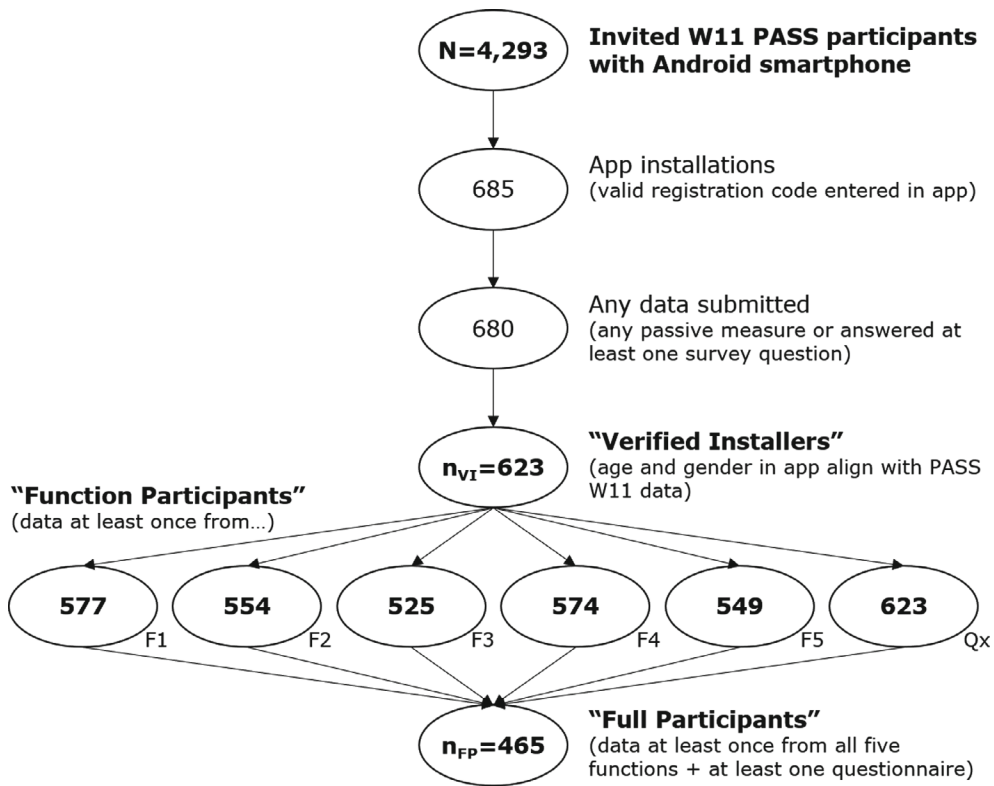 N=4,293
Invited W11 PASS participants
with Android smartphone
685
App installations
(valid registration code entered in app)
680
Any data submitted
(any passive measure or answered at
least one survey question)
n_VI=623
“Verified Installers”
(age and gender in app align with PASS
W11 data)
“Function Participants”
(data at least once from…)
577
F1
554
F2
525
F3
574
F4
549
F5
623
Qx
n_FP=465
“Full Participants”
(data at least once from all five
functions + at least one questionnaire)